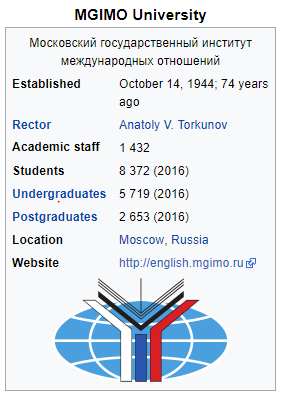 MGIMO University
Московский государственный институт
международных отношений
Established October 14, 1944; 74 years
ago
Rector Anatoly V. Torkunov
Academic staff 1 432
Students 8 372 (2016)
Undergraduates 5 719 (2016)
Postgraduates 2 653 (2016)
Location Moscow, Russia
Website http://english.mgimo.ru